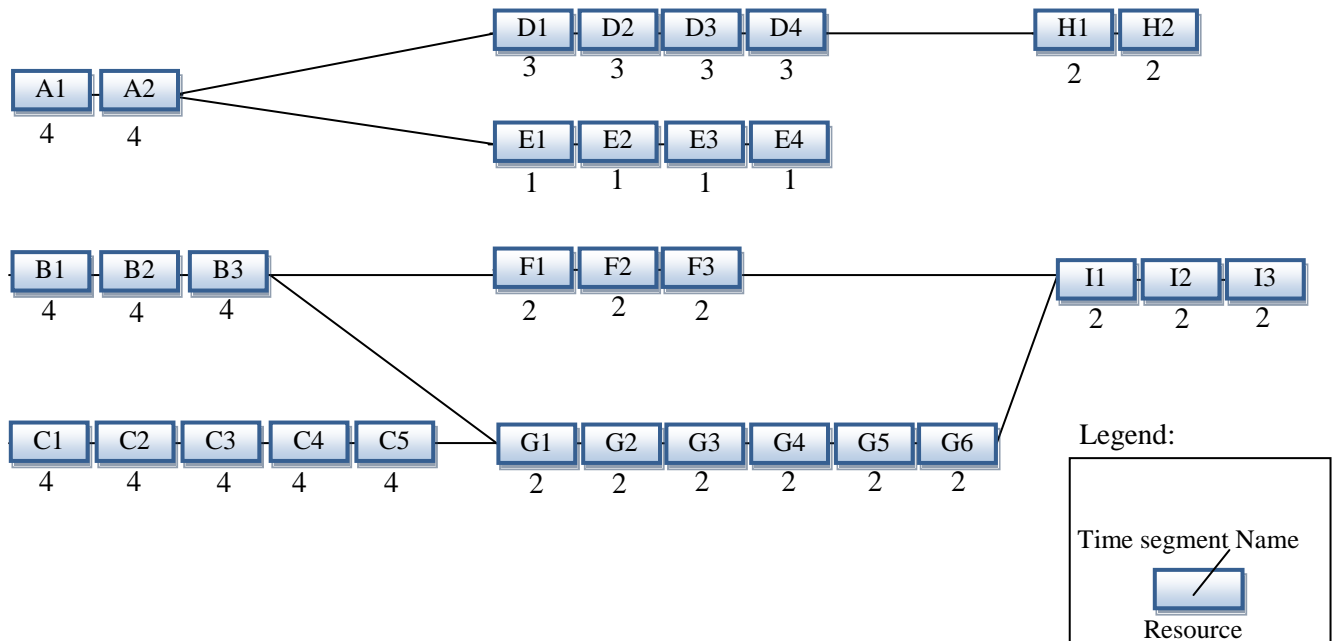 D1 D2 D3 D4 H1 H2
3 3 3 3 2 2
A1 A2
4 4
E1 E2 E3 E4
1 1 1 1
B1 B2 B3 F1 F2 F3 I1 I2 I3
4 4 4 2 2 2 2 2 2
C1 C2 C3 C4 C5 G1 G2 G3 G4 G5 G6
4 4 4 4 4 2 2 2 2 2 2
Legend:
Time segment Name
Resource